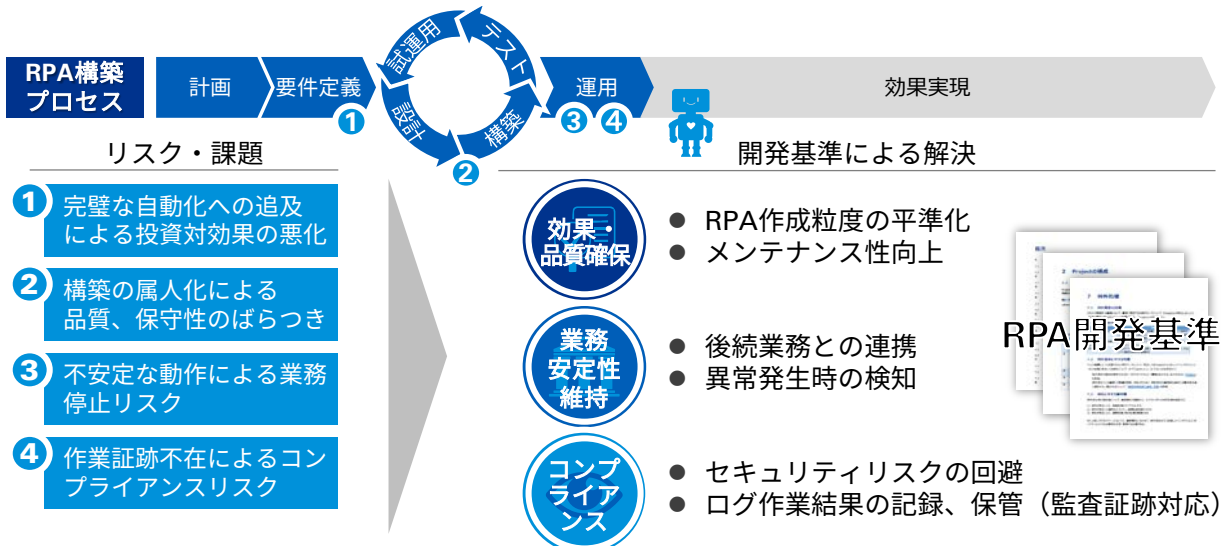 RPA構築
プロセス
計画
要件定義
試運用
テスト
設計
構築
運用
効果実現
1
2
3
4
リスク・課題
開発基準による解決
1
完璧な自動化への追及
による投資対効果の悪化
2
構築の属人化による
品質、保守性のばらつき
3
不安定な動作による業務
停止リスク
4
作業証跡不在によるコン
プライアンスリスク
効果・
品質確保
● RPA作成粒度の平準化
● メンテナンス性向上
業務
安定性
維持
● 後続業務との連携
● 異常発生時の検知
コンプ
ライア
ンス
● セキュリティリスクの回避
● ログ作業結果の記録、保管（監査証跡対応）
RPA開発基準